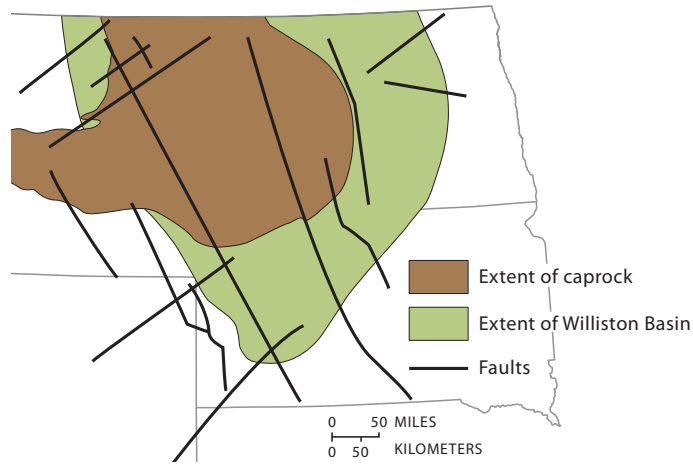 Extent of caprock
Extent of Williston Basin
Faults
0 50 MILES
0 50 KILOMETERS